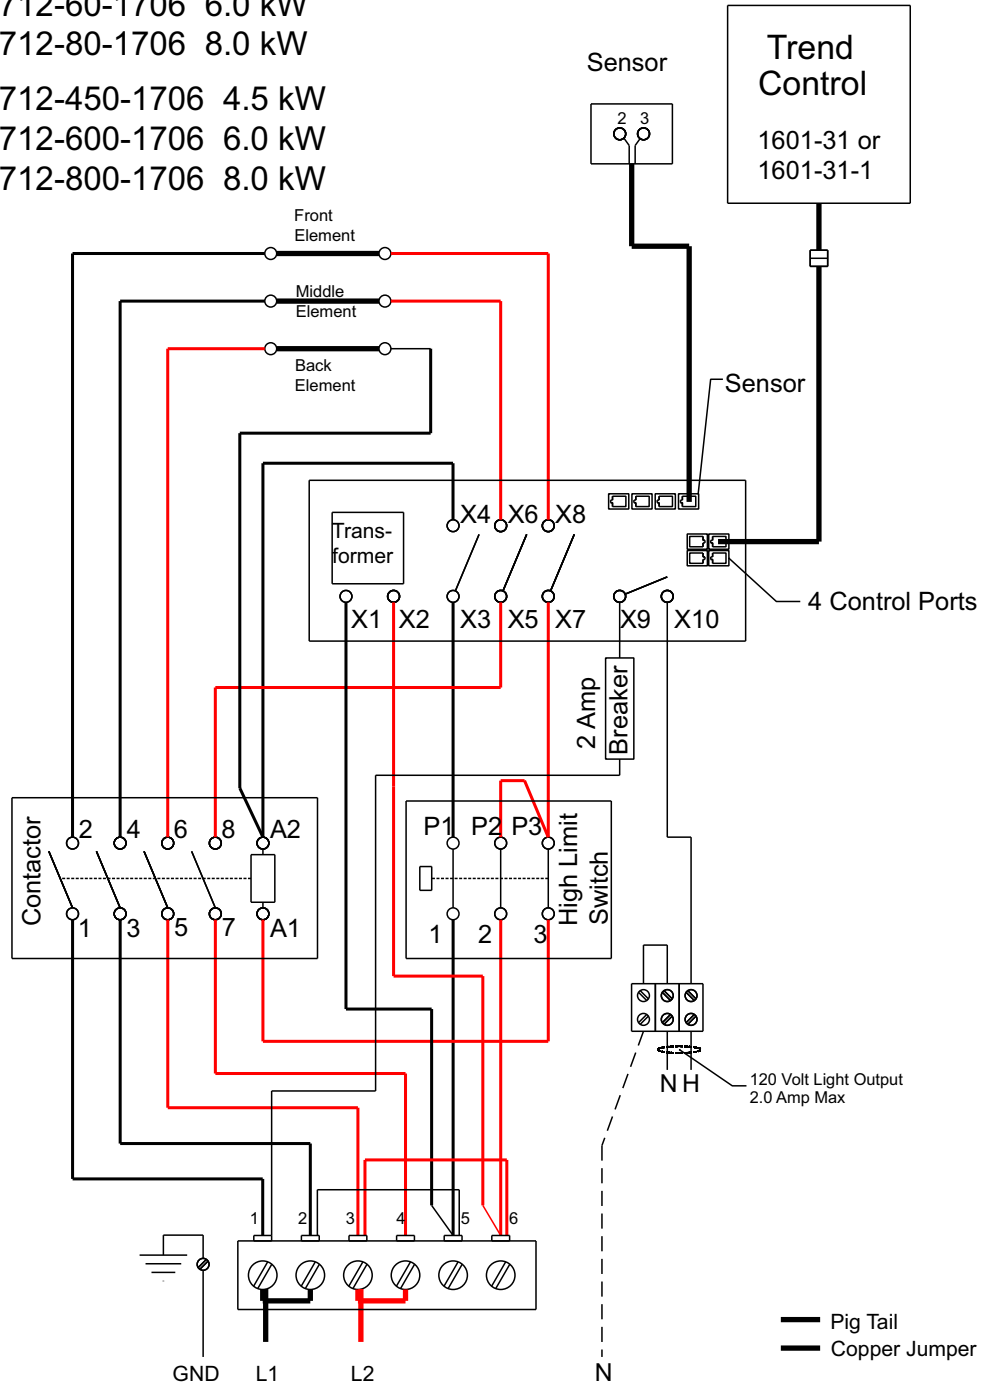 712-60-1706 6.0 kW
712-80-1706 8.0 kW
712-450-1706 4.5 kW
712-600-1706 6.0 kW
712-800-1706 8.0 kW
Sensor
2 3
Trend
Control
1601-31 or
1601-31-1
Front
Element
Middle
Element
Back
Element
Sensor
Trans-
former
X4 X6 X8
X1 X2 X3 X5 X7 X9 X10
4 Control Ports
2 Amp
Breaker
Contactor
2 4 6 8 A2
1 3 5 7 A1
P1 P2 P3
1 2 3
High Limit
Switch
N H
120 Volt Light Output
2.0 Amp Max
1 2 3 4 5 6
GND L1 L2 N
Pig Tail
Copper Jumper